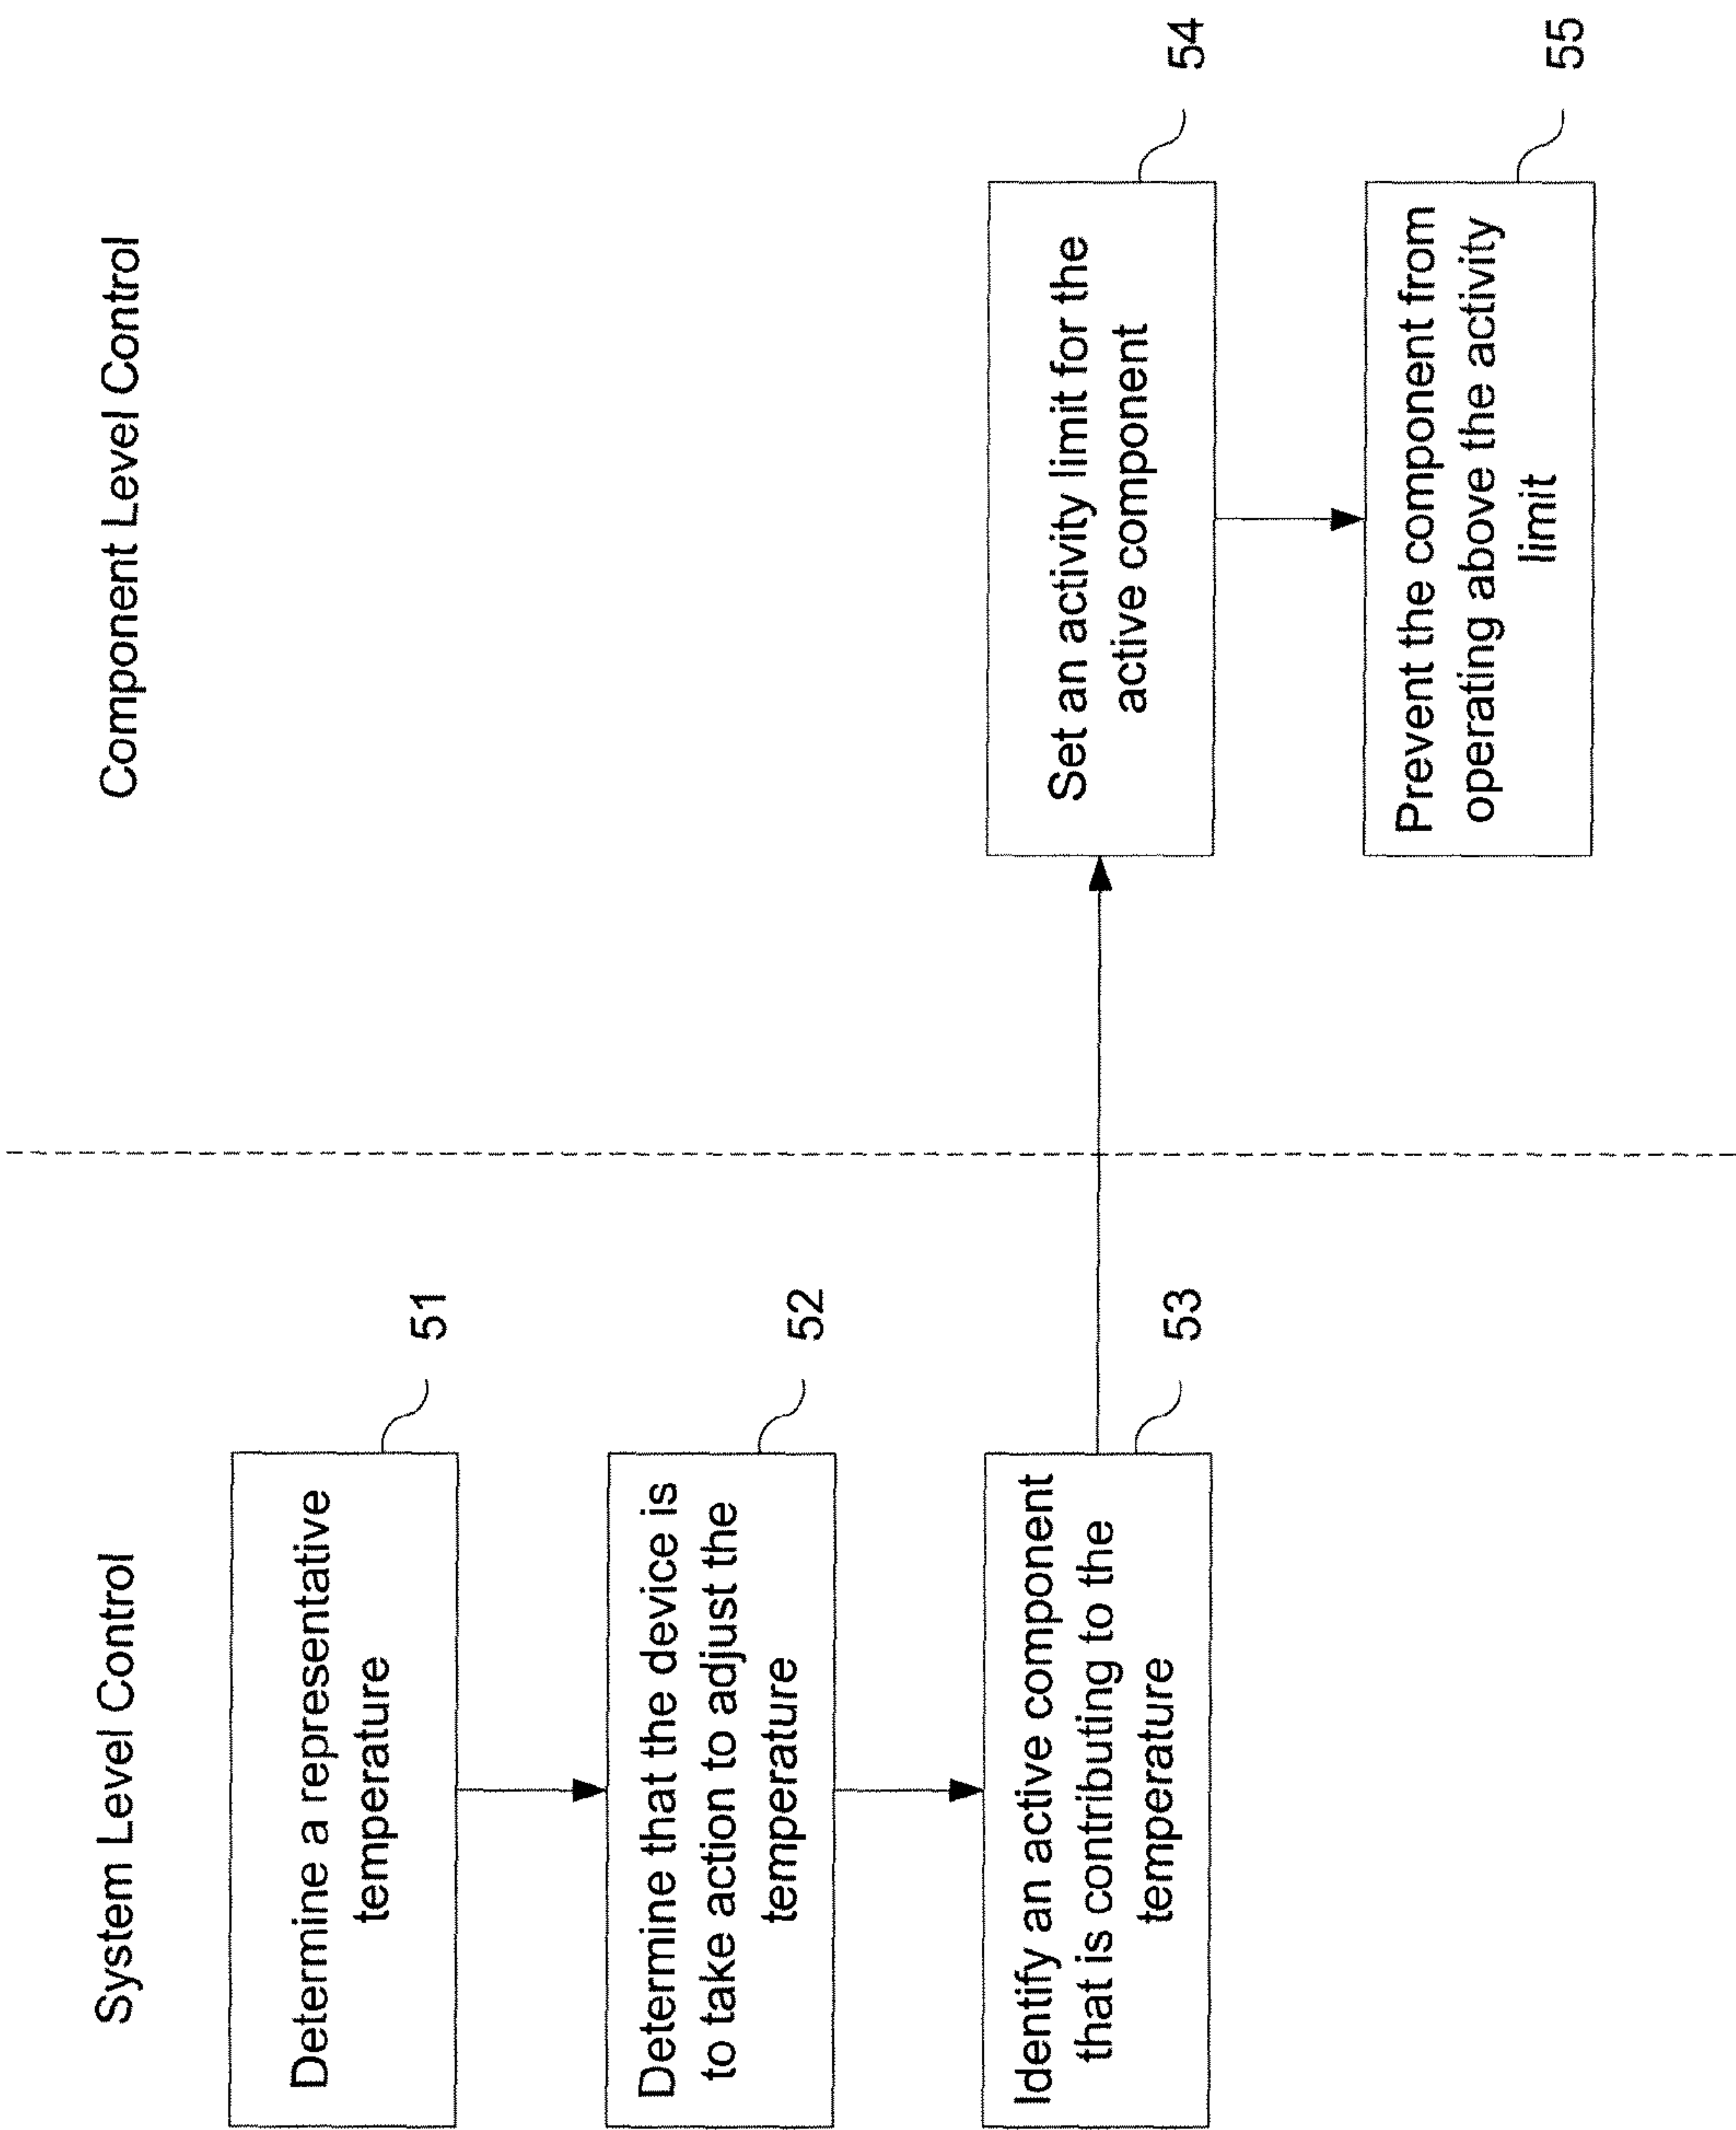 System Level Control
Component Level Control
Determine a representative
temperature
51
Determine that the device is
to take action to adjust the
temperature
52
Identify an active component
that is contributing to the
temperature
53
Set an activity limit for the
active component
54
Prevent the component from
operating above the activity
limit
55